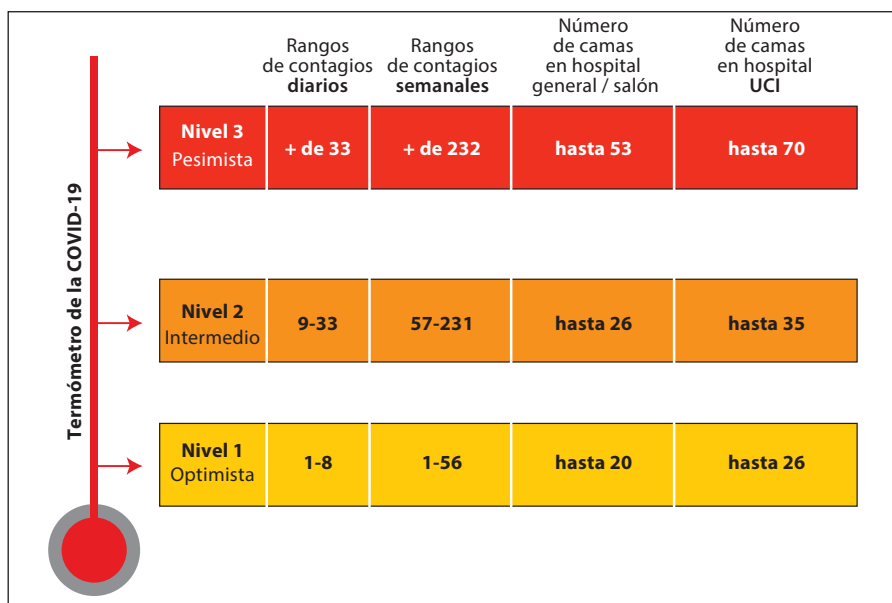 Rangos
de contagios
diarios
Rangos
de contagios
semanales
Número
de camas
en hospital
general / salón
Número
de camas
en hospital
UCI
Termómetro de la COVID-19
Nivel 3
Pesimista
+ de 33
+ de 232
hasta 53
hasta 70
Nivel 2
Intermedio
9-33
57-231
hasta 26
hasta 35
Nivel 1
Optimista
1-8
1-56
hasta 20
hasta 26